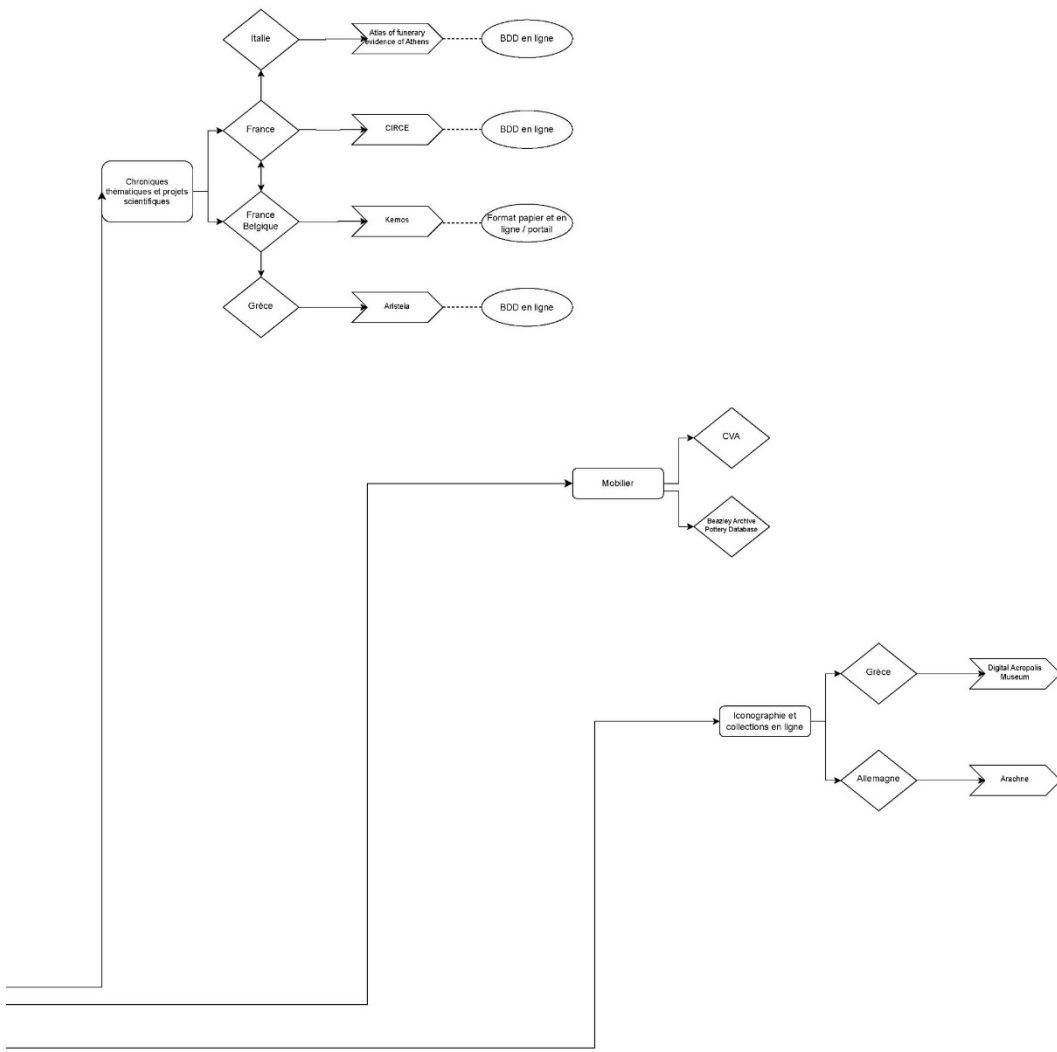 Italie
Atlas of funerary
evidence of Athens
BDD en ligne
France
CIRCE
BDD en ligne
Chroniques
thématiques et projets
scientifiques
France
Belgique
Kernos
Format papier et en
ligne / portail
Grèce
Aristeia
BDD en ligne
CVA
Mobilier
Beazley Archive
Pottery Database
Grèce
Digital Acropolis
Museum
Iconographie et
collections en ligne
Allemagne
Arachne